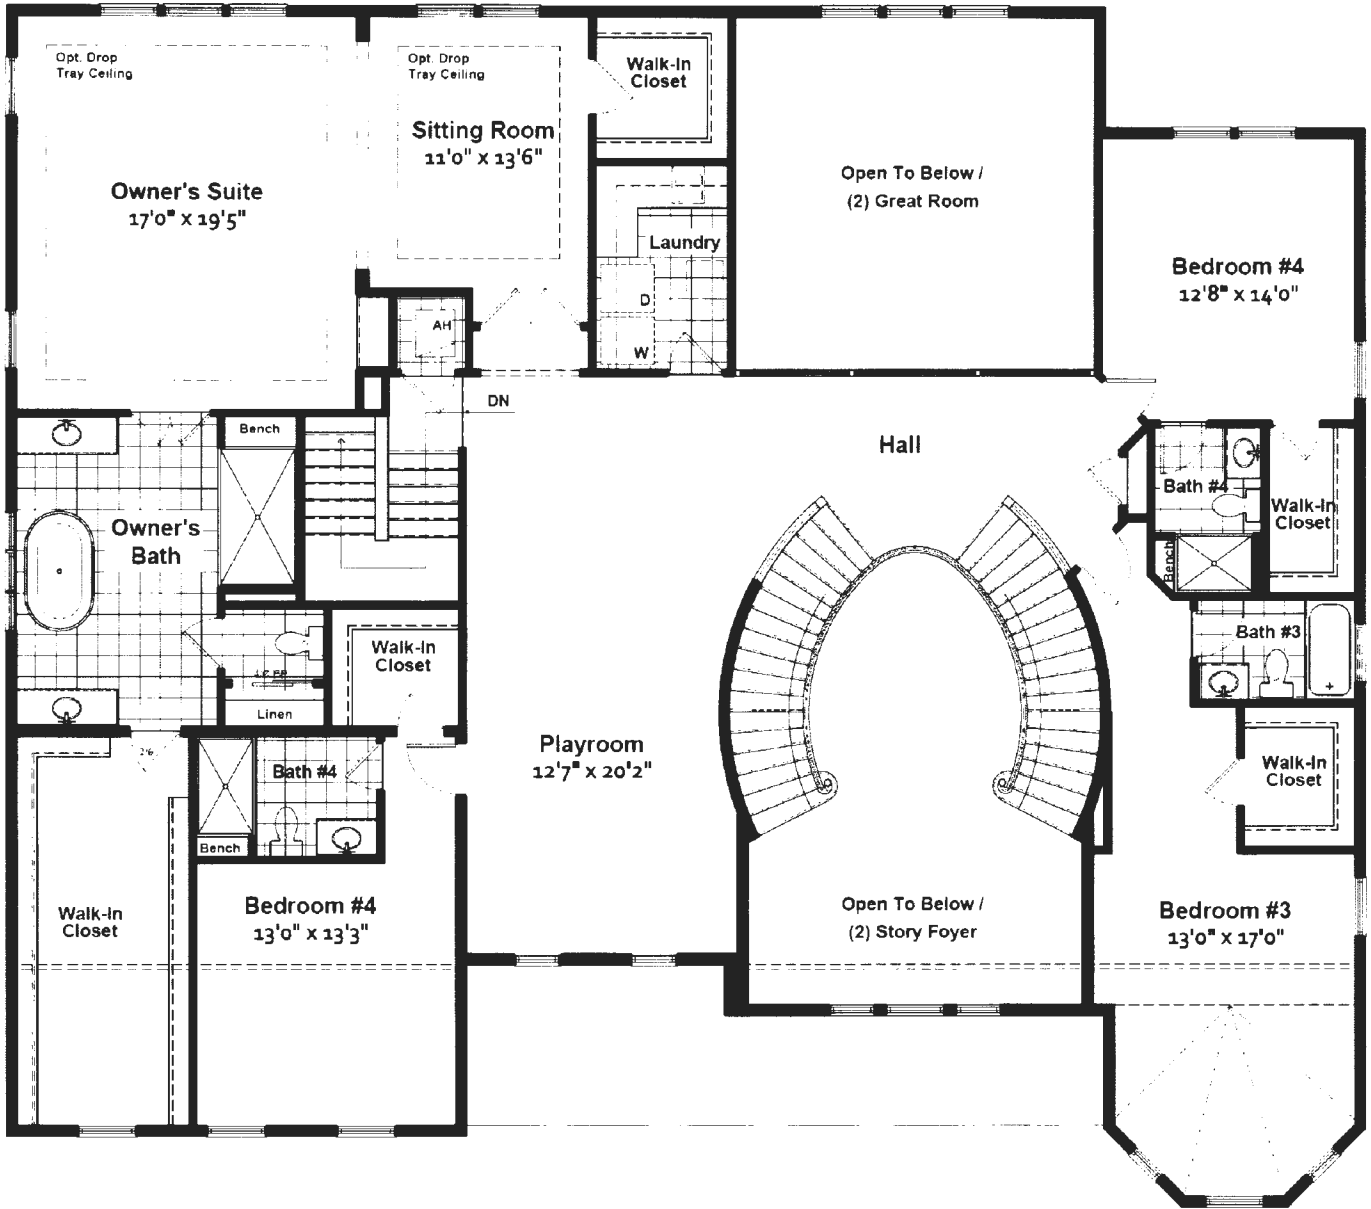 Opt. Drop
Tray Ceiling
Opt. Drop
Tray Ceiling
Walk-In
Closet
Sitting Room
11'0" x 13'6"
Owner's Suite
17'0" x 19'5"
Open To Below /
(2) Great Room
Laundry
Bedroom #4
12'8" x 14'0"
D
AH
W
DN
Bench
Hall
Bath #4
Walk-In
Closet
Owner's
Bath
Bench
Bath #3
Walk-In
Closet
Linen
Playroom
12'7" x 20'2"
Walk-In
Closet
Bath #4
Bench
Walk-In
Closet
Bedroom #4
13'0" x 13'3"
Open To Below /
(2) Story Foyer
Bedroom #3
13'0" x 17'0"